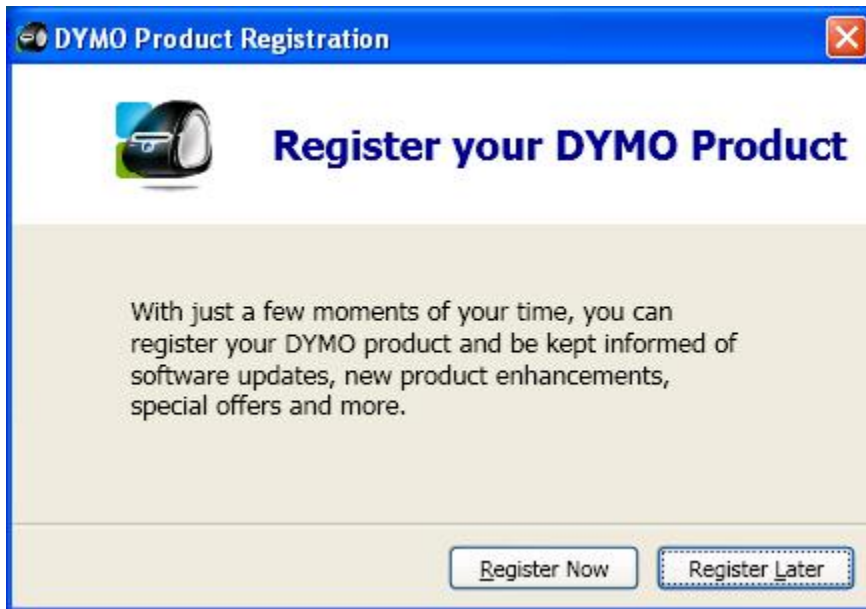 DYMO Product Registration
Register your DYMO Product
With just a few moments of your time, you can
register your DYMO product and be kept informed of
software updates, new product enhancements,
special offers and more.
Register Now
Register Later